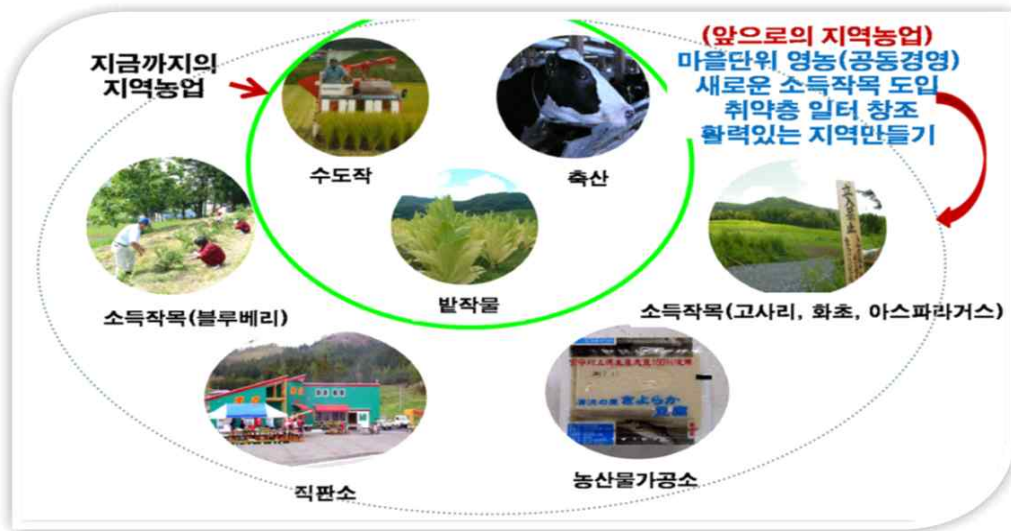 지금까지의
지역농업
(앞으로의 지역농업)
마을단위 영농(공동경영)
새로운 소득작목 도입
취약층 일터 창조
활력있는 지역만들기
수도작
축산
밭작물
소득작목(블루베리)
소득작목(고사리, 화초, 아스파라거스)
きよらか
직판소
농산물가공소